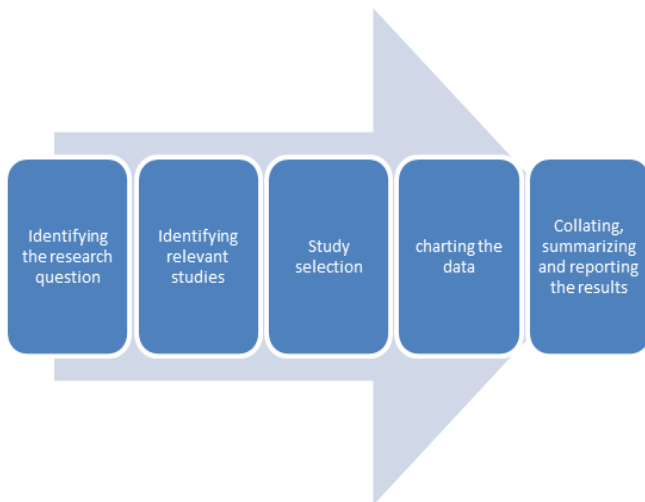 Identifying
the research
question
Identifying
relevant
studies
Study
selection
charting the
data
Collating,
summarizing
and reporting
the results